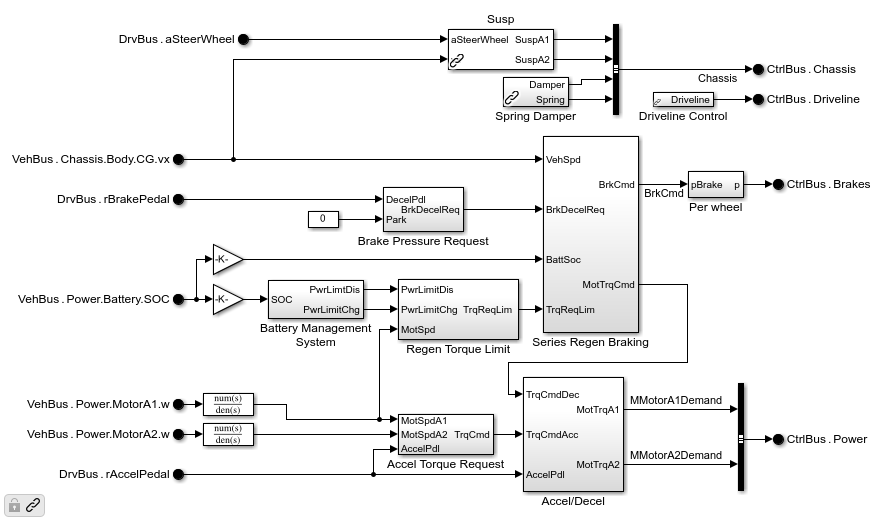 Susp
DrvBus.aSteerWheel
aSteerWheel
SuspA1
SuspA2
CtrlBus.Chassis
Chassis
Damper
Spring
Spring Damper
Driveline
Driveline Control
CtrlBus.Driveline
VehBus.Chassis.Body.CG.vx
VehSpd
BrkCmd
BrkCmd
pBrake
p
Per wheel
CtrlBus.Brakes
DrvBus.rBrakePedal
DecelPdl
BrkDecelReq
Park
0
Brake Pressure Request
BrkDecelReq
-K-
BattSoc
VehBus.Power.Battery.SOC
-K-
SOC
PwrLimtDis
PwrLimitChg
Battery Management
System
PwrLimitDis
PwrLimitChg
TrqReqLim
MotSpd
Regen Torque Limit
MotTrqCmd
TrqReqLim
Series Regen Braking
VehBus.Power.MotorA1.w
num(s)
den(s)
VehBus.Power.MotorA2.w
num(s)
den(s)
MotSpdA1
MotSpdA2
TrqCmd
AccelPdl
Accel Torque Request
DrvBus.rAccelPedal
TrqCmdDec
MotTrqA1
TrqCmdAcc
MotTrqA2
AccelPdl
Accel/Decel
MMotorA1Demand
MMotorA2Demand
CtrlBus.Power